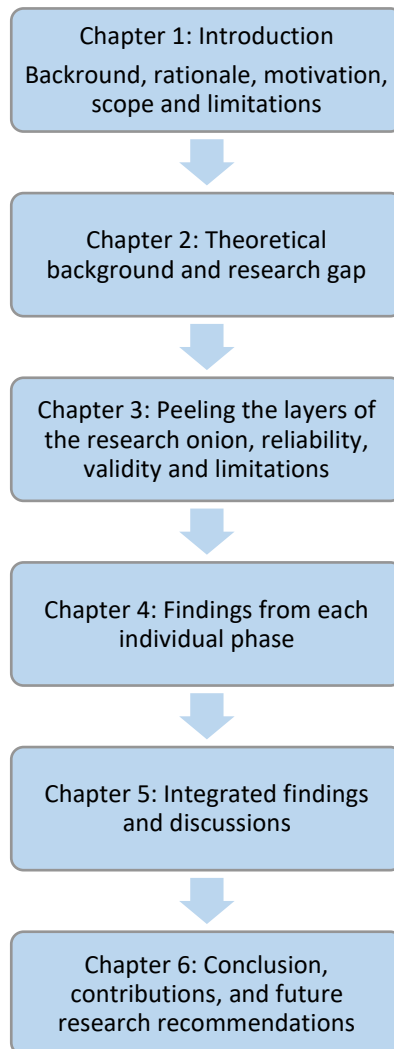 Chapter 1: Introduction
Backround, rationale, motivation,
scope and limitations
Chapter 2: Theoretical
background and research gap
Chapter 3: Peeling the layers of
the research onion, reliability,
validity and limitations
Chapter 4: Findings from each
individual phase
Chapter 5: Integrated findings
and discussions
Chapter 6: Conclusion,
contributions, and future
research recommendations